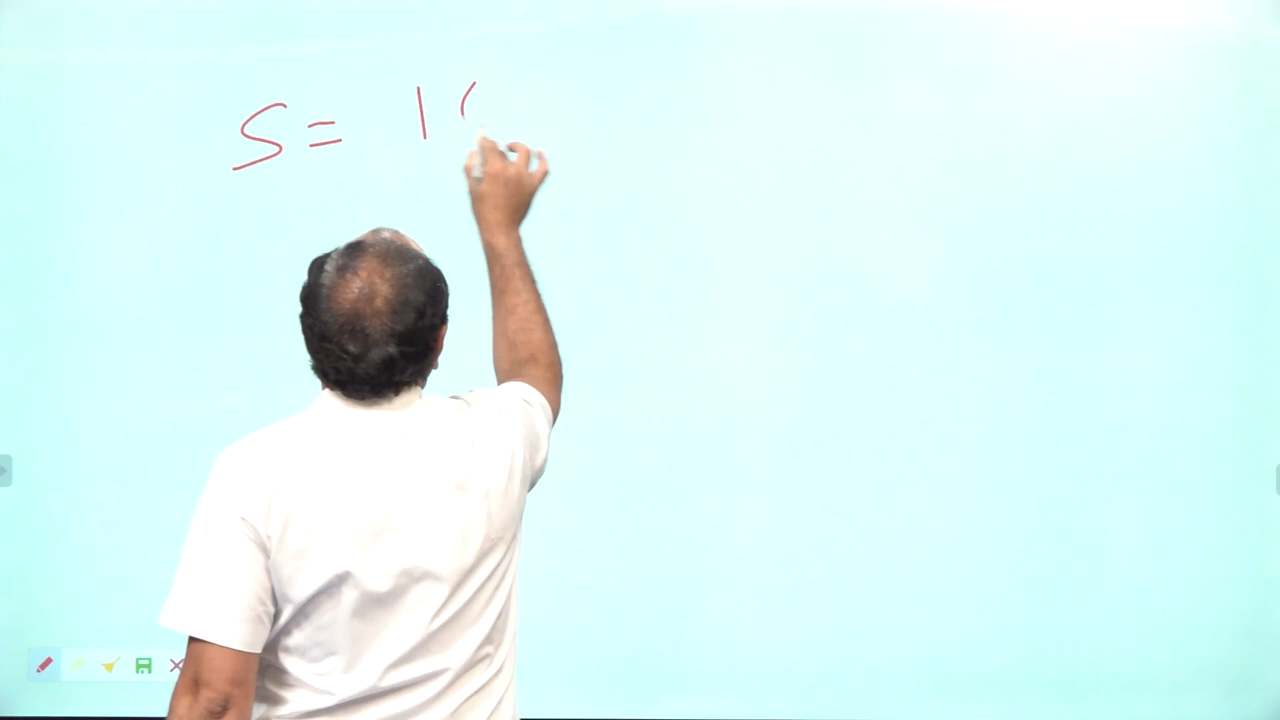 S = 1